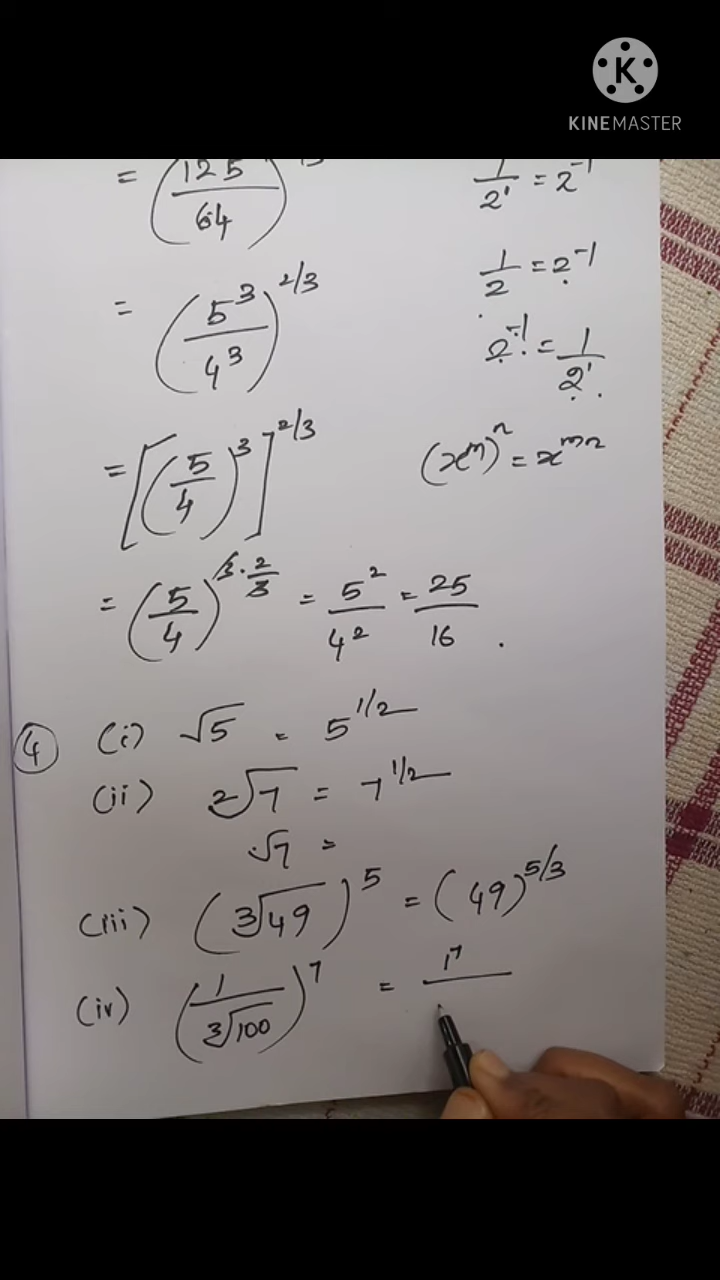 K
KINEMASTER
= (125/64)
1/2¹ = 2⁻¹
= (5³/4³)^2/3
1/2 = 2⁻¹
2⁻¹ = 1/2¹
= [(5/4)³]^2/3
(xᵐ)ⁿ = xᵐⁿ
= (5/4)^3·2/3 = 5²/4² = 25/16 .
④ (i) √5 = 5^1/2
(ii) 2√7 = 7^1/2
√7 =
(iii) (3√49)⁵ = (49)^5/3
(iv) (1/3√100)⁷ = 1⁷/